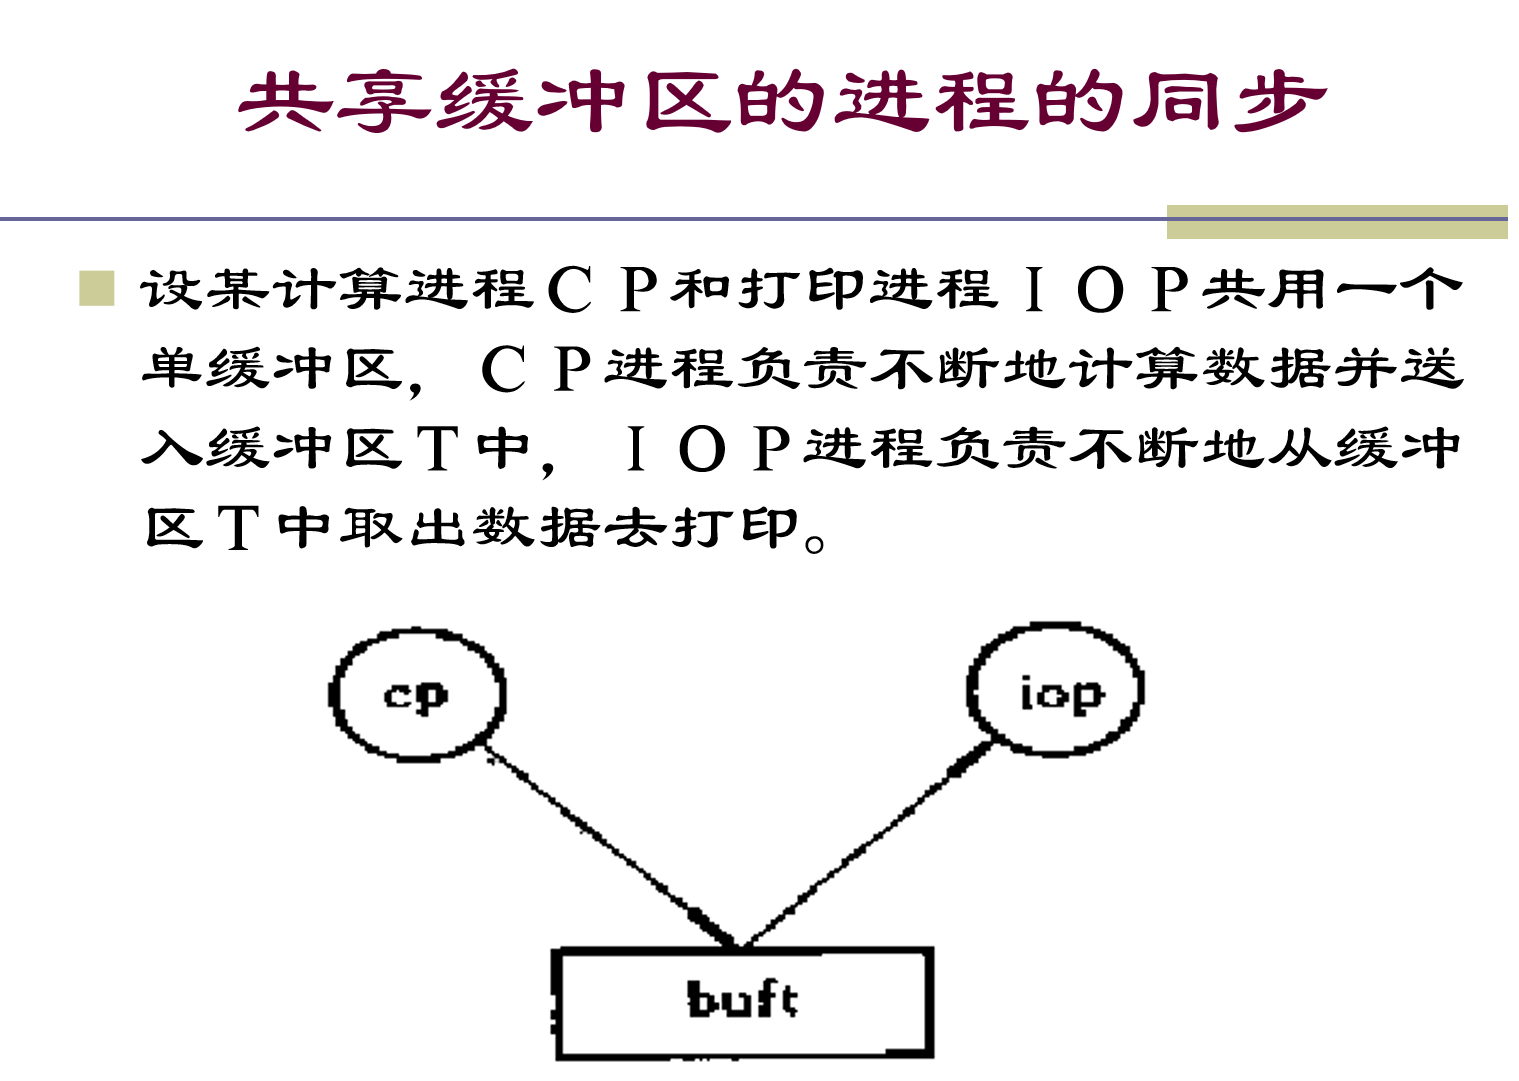 共享缓冲区的进程的同步
设某计算进程ＣＰ和打印进程ＩＯＰ共用一个
单缓冲区，ＣＰ进程负责不断地计算数据并送
入缓冲区Ｔ中，ＩＯＰ进程负责不断地从缓冲
区Ｔ中取出数据去打印。
cp
iop
buft